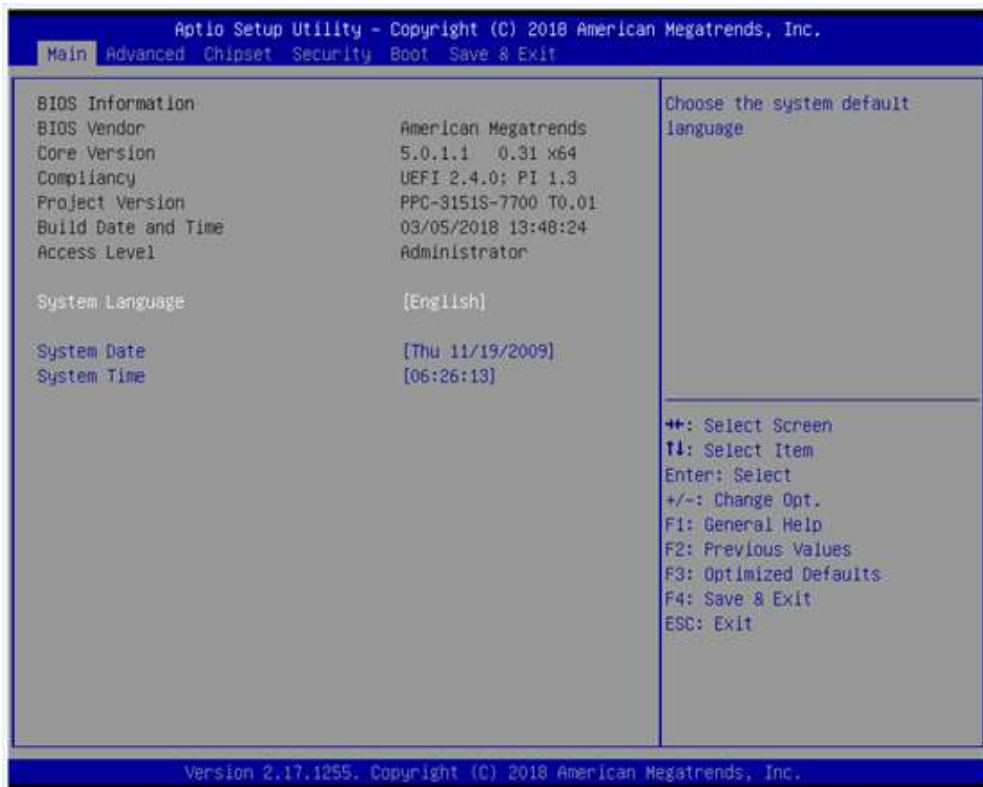 Aptio Setup Utility – Copyright (C) 2018 American Megatrends, Inc.
Main Advanced Chipset Security Boot Save & Exit
BIOS Information
BIOS Vendor American Megatrends
Core Version 5.0.1.1 0.31 x64
Compliancy UEFI 2.4.0; PI 1.3
Project Version PPC-3151S-7700 T0.01
Build Date and Time 03/05/2018 13:48:24
Access Level Administrator
System Language [English]
System Date [Thu 11/19/2009]
System Time [06:26:13]
Choose the system default
language
→←: Select Screen
↑↓: Select Item
Enter: Select
+/-: Change Opt.
F1: General Help
F2: Previous Values
F3: Optimized Defaults
F4: Save & Exit
ESC: Exit
Version 2.17.1255. Copyright (C) 2018 American Megatrends, Inc.